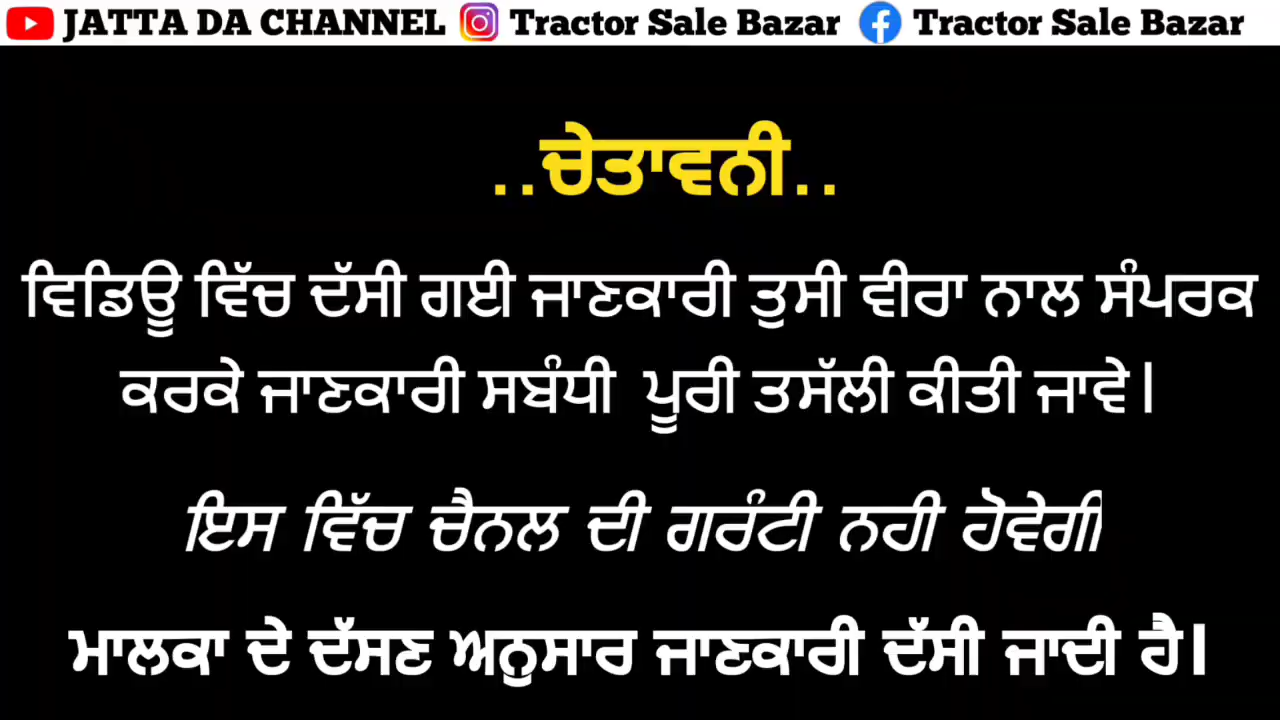 JATTA DA CHANNEL Tractor Sale Bazar Tractor Sale Bazar
..ਚੇਤਾਵਨੀ..
ਵਿਡਿਊ ਵਿੱਚ ਦੱਸੀ ਗਈ ਜਾਣਕਾਰੀ ਤੁਸੀ ਵੀਰਾ ਨਾਲ ਸੰਪਰਕ
ਕਰਕੇ ਜਾਣਕਾਰੀ ਸਬੰਧੀ ਪੂਰੀ ਤਸੱਲੀ ਕੀਤੀ ਜਾਵੇ।
ਇਸ ਵਿੱਚ ਚੈਨਲ ਦੀ ਗਰੰਟੀ ਨਹੀ ਹੋਵੇਗੀ
ਮਾਲਕਾ ਦੇ ਦੱਸਣ ਅਨੁਸਾਰ ਜਾਣਕਾਰੀ ਦੱਸੀ ਜਾਦੀ ਹੈ।